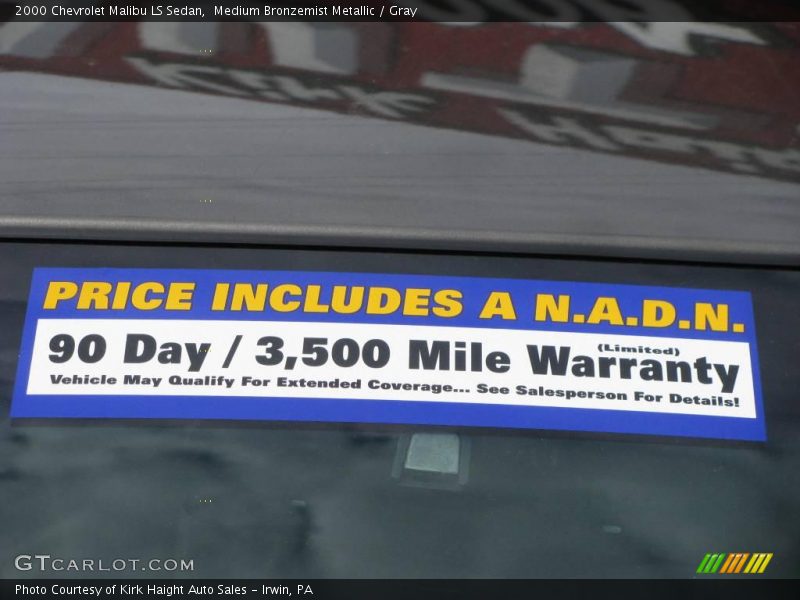 2000 Chevrolet Malibu LS Sedan, Medium Bronzemist Metallic / Gray
PRICE INCLUDES A N.A.D.N.
90 Day / 3,500 Mile Warranty
(Limited)
Vehicle May Qualify For Extended Coverage... See Salesperson For Details!
GTCARLOT.COM
Photo Courtesy of Kirk Haight Auto Sales - Irwin, PA